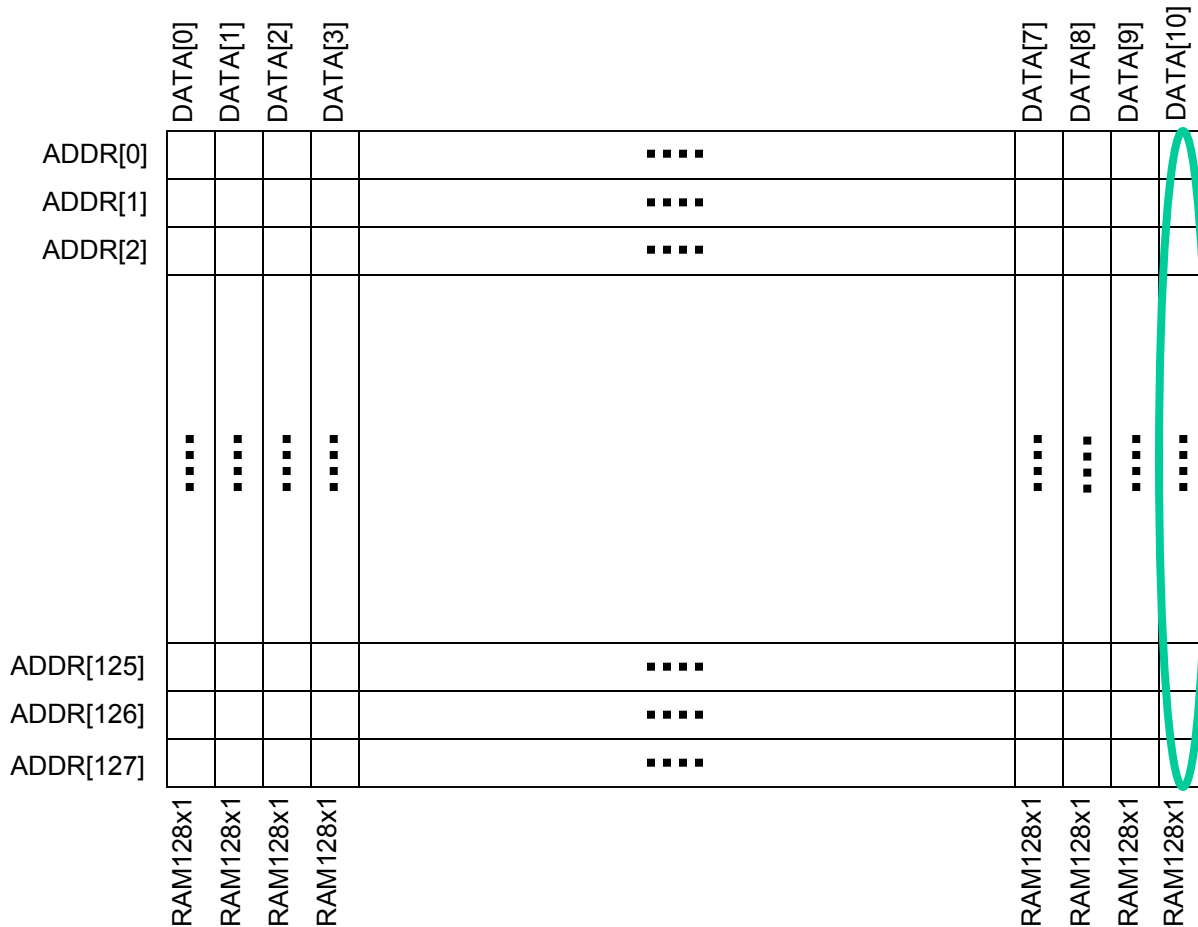 DATA[0]
DATA[1]
DATA[2]
DATA[3]
DATA[7]
DATA[8]
DATA[9]
DATA[10]
ADDR[0]
ADDR[1]
ADDR[2]
ADDR[125]
ADDR[126]
ADDR[127]
RAM128x1
RAM128x1
RAM128x1
RAM128x1
RAM128x1
RAM128x1
RAM128x1
RAM128x1